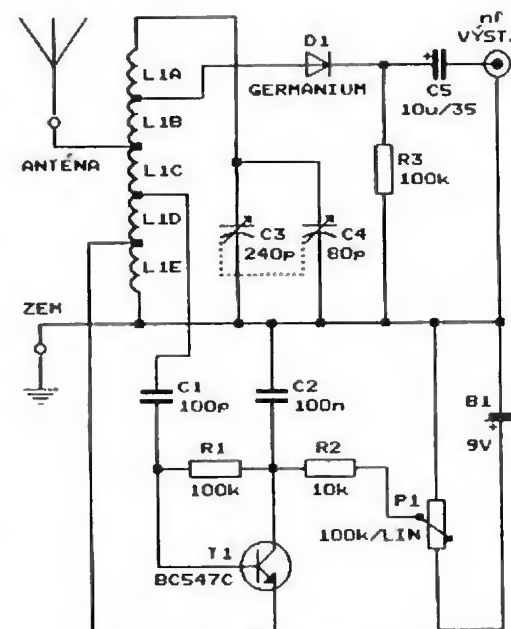 nf
VÝST.
D1
GERMANIUM
C5
10u/35
L1A
L1B
ANTÉNA
L1C
R3
100k
L1D
C3
240p
C4
80p
L1E
ZEM
C1
100p
C2
100n
B1
9V
R1
100k
R2
10k
P1
100k/LIN
T1
BC547C